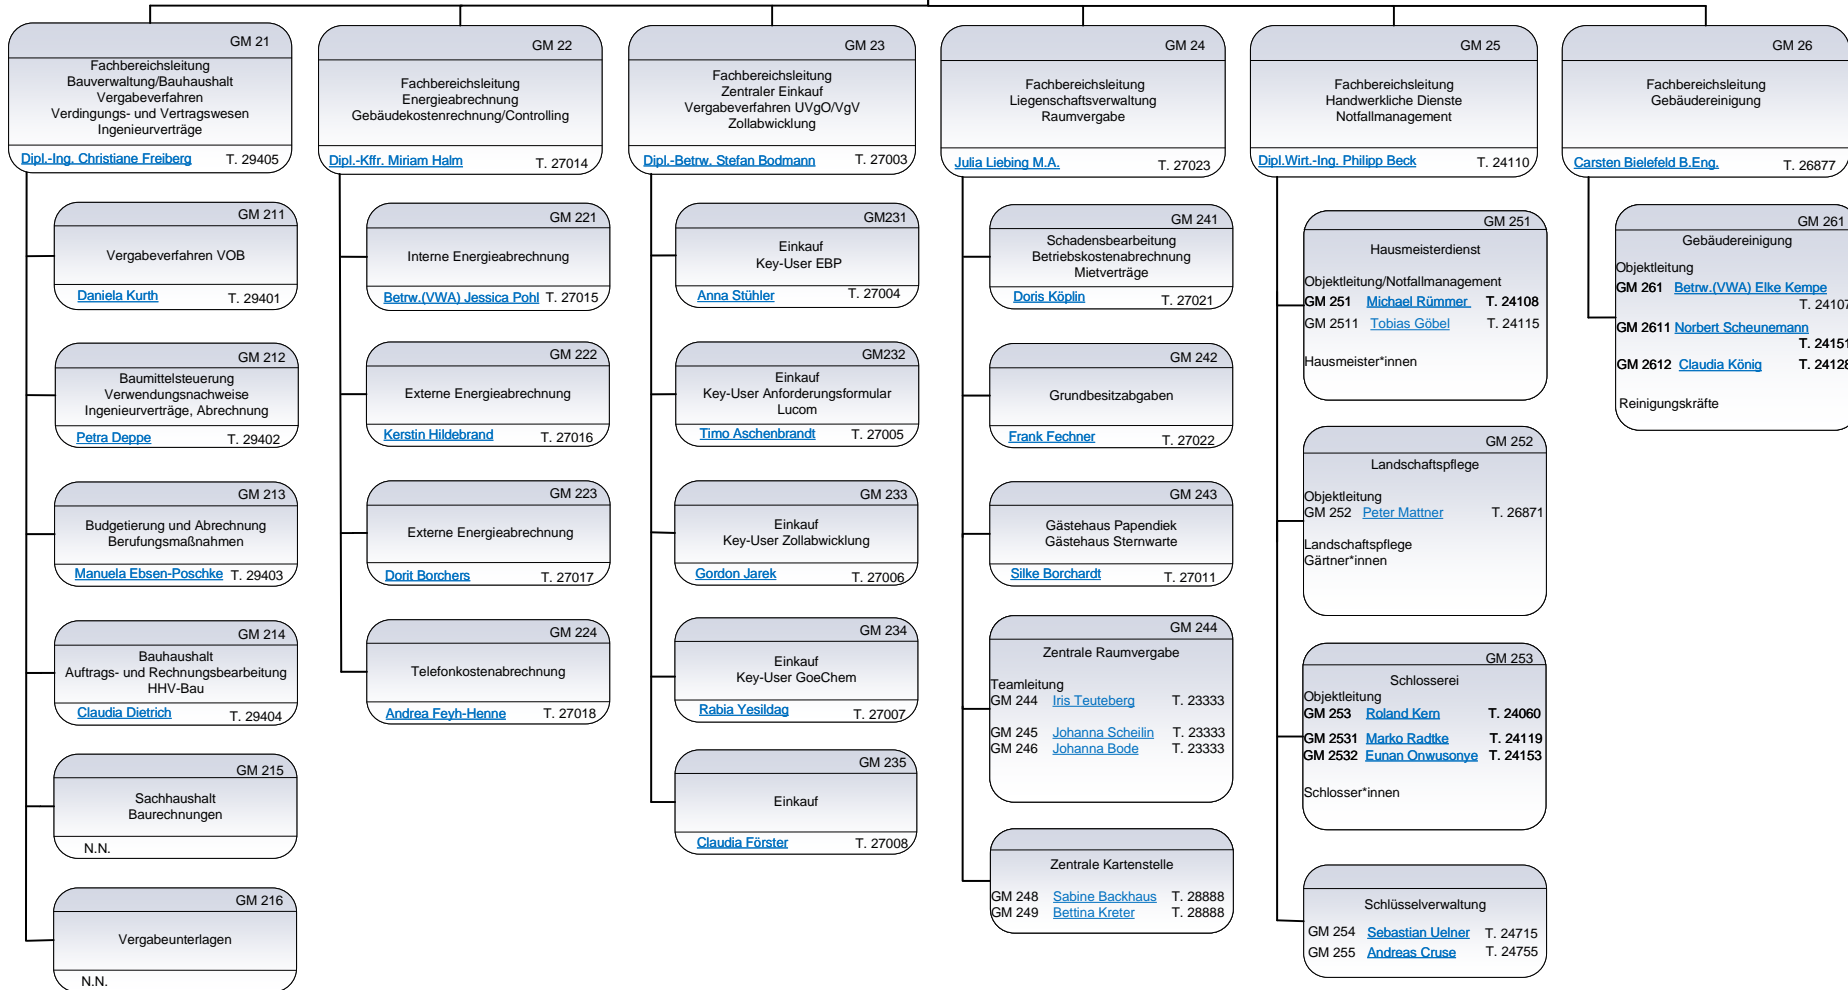 GM 21
Fachbereichsleitung
Bauverwaltung/Bauhaushalt
Vergabeverfahren
Verdingungs- und Vertragswesen
Ingenieurverträge
Dipl.-Ing. Christiane Freiberg T. 29405
GM 211
Vergabeverfahren VOB
Daniela Kurth T. 29401
GM 212
Baumittelsteuerung
Verwendungsnachweise
Ingenieurverträge, Abrechnung
Petra Deppe T. 29402
GM 213
Budgetierung und Abrechnung
Berufungsmaßnahmen
Manuela Ebsen-Poschke T. 29403
GM 214
Bauhaushalt
Auftrags- und Rechnungsbearbeitung
HHV-Bau
Claudia Dietrich T. 29404
GM 215
Sachhaushalt
Baurechnungen
N.N.
GM 216
Vergabeunterlagen
N.N.
GM 22
Fachbereichsleitung
Energieabrechnung
Gebäudekostenrechnung/Controlling
Dipl.-Kffr. Miriam Halm T. 27014
GM 221
Interne Energieabrechnung
Betrw.(VWA) Jessica Pohl T. 27015
GM 222
Externe Energieabrechnung
Kerstin Hildebrand T. 27016
GM 223
Externe Energieabrechnung
Dorit Borchers T. 27017
GM 224
Telefonkostenabrechnung
Andrea Feyh-Henne T. 27018
GM 23
Fachbereichsleitung
Zentraler Einkauf
Vergabeverfahren UVgO/VgV
Zollabwicklung
Dipl.-Betrw. Stefan Bodmann T. 27003
GM231
Einkauf
Key-User EBP
Anna Stühler T. 27004
GM232
Einkauf
Key-User Anforderungsformular
Lucom
Timo Aschenbrandt T. 27005
GM 233
Einkauf
Key-User Zollabwicklung
Gordon Jarek T. 27006
GM 234
Einkauf
Key-User GoeChem
Rabia Yesildag T. 27007
GM 235
Einkauf
Claudia Förster T. 27008
GM 24
Fachbereichsleitung
Liegenschaftsverwaltung
Raumvergabe
Julia Liebing M.A. T. 27023
GM 241
Schadensbearbeitung
Betriebskostenabrechnung
Mietverträge
Doris Köplin T. 27021
GM 242
Grundbesitzabgaben
Frank Fechner T. 27022
GM 243
Gästehaus Papendiek
Gästehaus Sternwarte
Silke Borchardt T. 27011
GM 244
Zentrale Raumvergabe
Teamleitung
GM 244 Iris Teuteberg T. 23333
GM 245 Johanna Scheilin T. 23333
GM 246 Johanna Bode T. 23333
Zentrale Kartenstelle
GM 248 Sabine Backhaus T. 28888
GM 249 Bettina Kreter T. 28888
GM 25
Fachbereichsleitung
Handwerkliche Dienste
Notfallmanagement
Dipl.Wirt.-Ing. Philipp Beck T. 24110
GM 251
Hausmeisterdienst
Objektleitung/Notfallmanagement
GM 251 Michael Rümmer T. 24108
GM 2511 Tobias Göbel T. 24115
Hausmeister*innen
GM 252
Landschaftspflege
Objektleitung
GM 252 Peter Mattner T. 26871
Landschaftspflege
Gärtner*innen
GM 253
Schlosserei
Objektleitung
GM 253 Roland Kern T. 24060
GM 2531 Marko Radtke T. 24119
GM 2532 Eunan Onwusonye T. 24153
Schlosser*innen
Schlüsselverwaltung
GM 254 Sebastian Uelner T. 24715
GM 255 Andreas Cruse T. 24755
GM 26
Fachbereichsleitung
Gebäudereinigung
Carsten Bielefeld B.Eng. T. 26877
GM 261
Gebäudereinigung
Objektleitung
GM 261 Betrw.(VWA) Elke Kempe
T. 24107
GM 2611 Norbert Scheunemann
T. 24151
GM 2612 Claudia König T. 24128
Reinigungskräfte